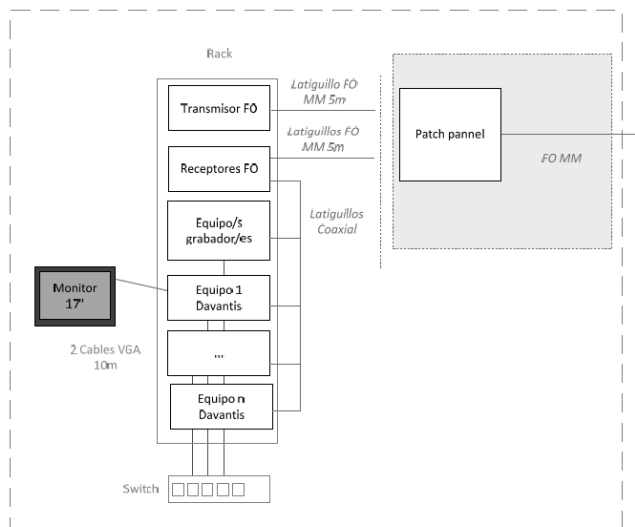 Rack
Transmisor FO
Latiguillo FO
MM 5m
Latiguillos FO
MM 5m
Receptores FO
Patch pannel
FO MM
Equipo/s
grabador/es
Latiguillos
Coaxial
Monitor
17"
Equipo 1
Davantis
2 Cables VGA
10m
...
Equipo n
Davantis
Switch